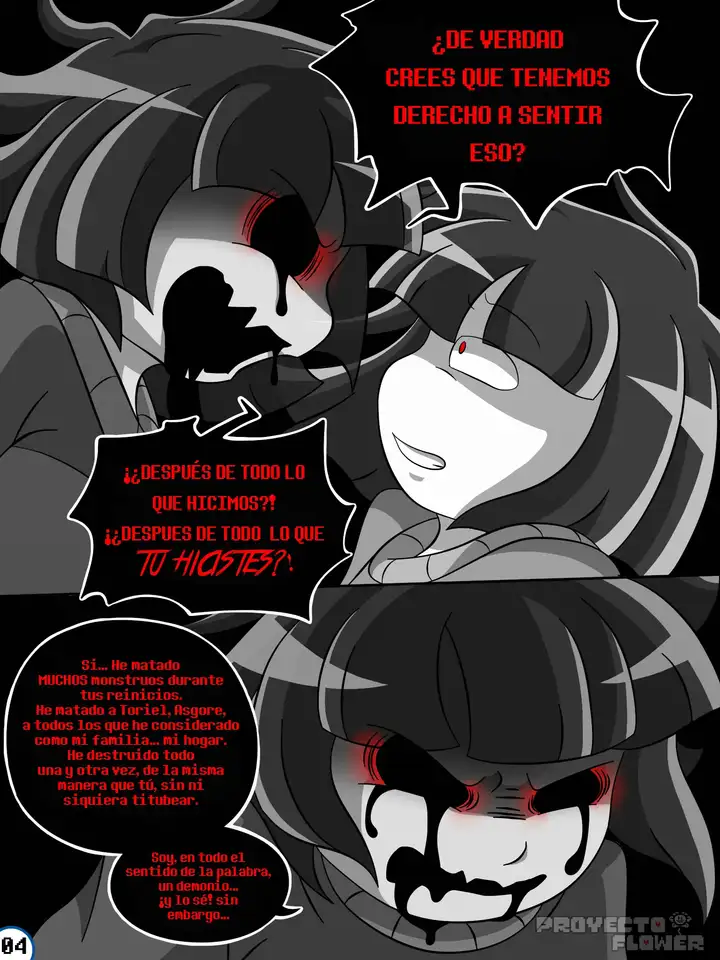 ¿DE VERDAD
CREES QUE TENEMOS
DERECHO A SENTIR
ESO?
¡¿DESPUÉS DE TODO LO
QUE HICIMOS?!
¡¿DESPUES DE TODO LO QUE
TU HICISTES?!
Si... He matado
MUCHOS monstruos durante
tus reinicios.
He matado a Toriel, Asgore,
a todos los que he considerado
como mi familia... mi hogar.
He destruido todo
una y otra vez, de la misma
manera que tú, sin ni
siquiera titubear.
Soy, en todo el
sentido de la palabra,
un demonio...
¡y lo sé! sin
embargo...
04
PROYECTO
FLOWER